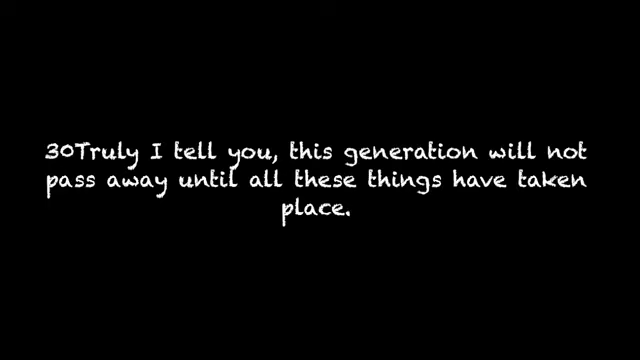 30Truly I tell you, this generation will not
pass away until all these things have taken
place.